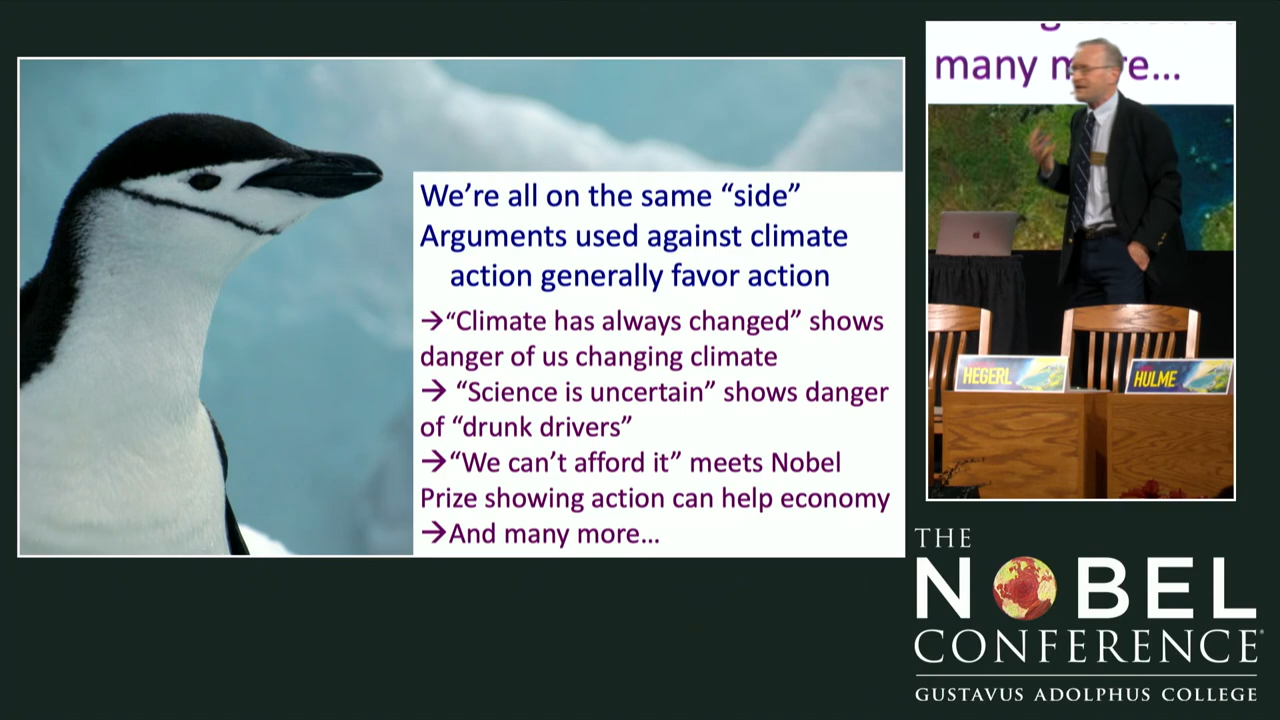 We’re all on the same “side”
Arguments used against climate
action generally favor action
→“Climate has always changed” shows
danger of us changing climate
→ “Science is uncertain” shows danger
of “drunk drivers”
→“We can’t afford it” meets Nobel
Prize showing action can help economy
→And many more…
many m re…
HEGERL
HULME
THE
NOBEL
CONFERENCE
GUSTAVUS ADOLPHUS COLLEGE